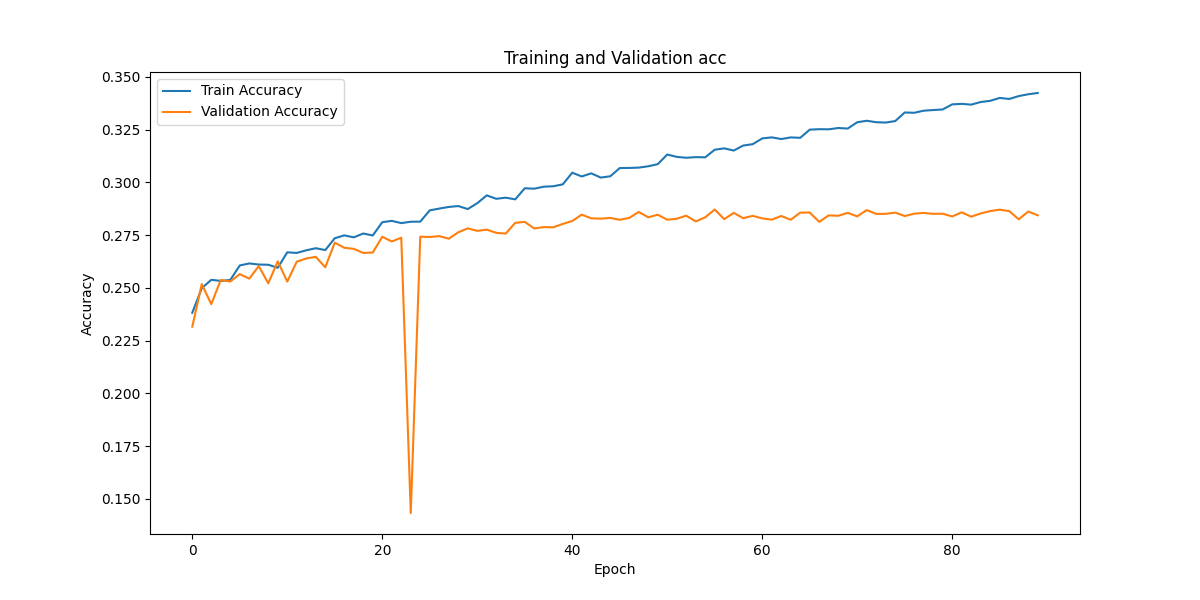 Training and Validation acc
Train Accuracy
Validation Accuracy
0.350
0.325
0.300
0.275
0.250
0.225
0.200
0.175
0.150
Accuracy
0
20
40
60
80
Epoch